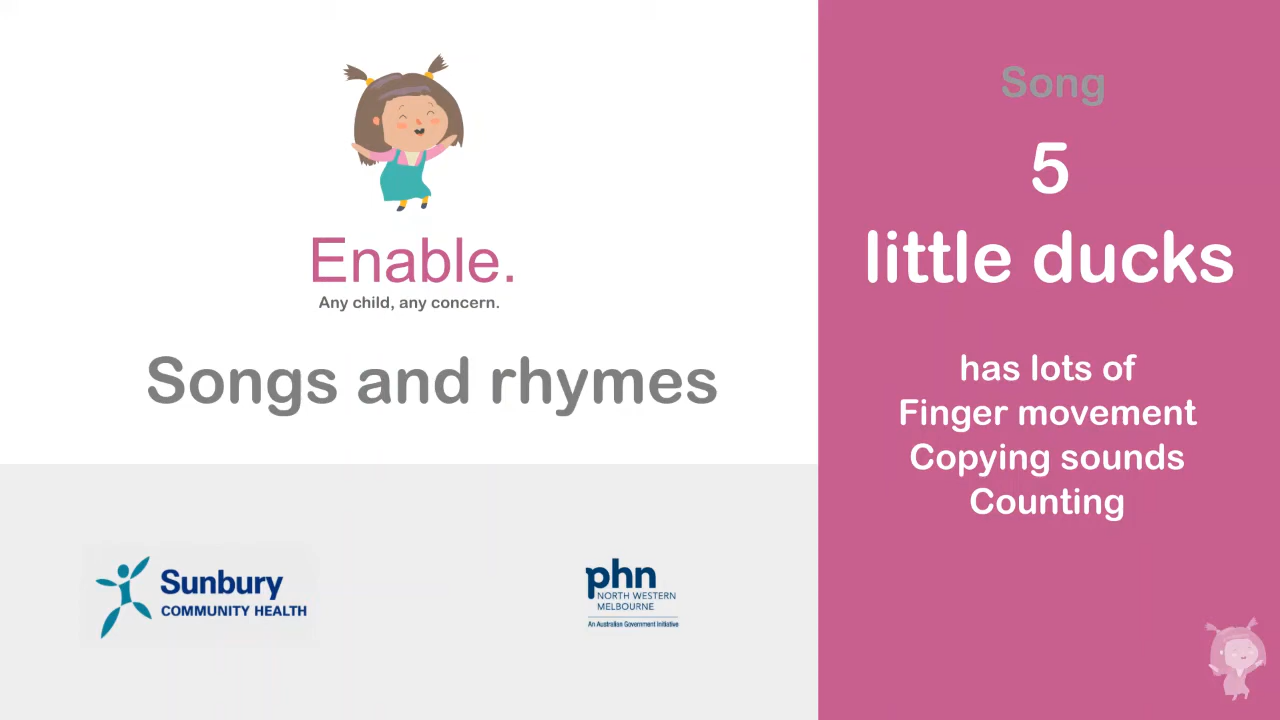 Enable.
Any child, any concern.
Songs and rhymes
Sunbury
COMMUNITY HEALTH
phn
NORTH WESTERN
MELBOURNE
An Australian Government Initiative
Song
5
little ducks
has lots of
Finger movement
Copying sounds
Counting